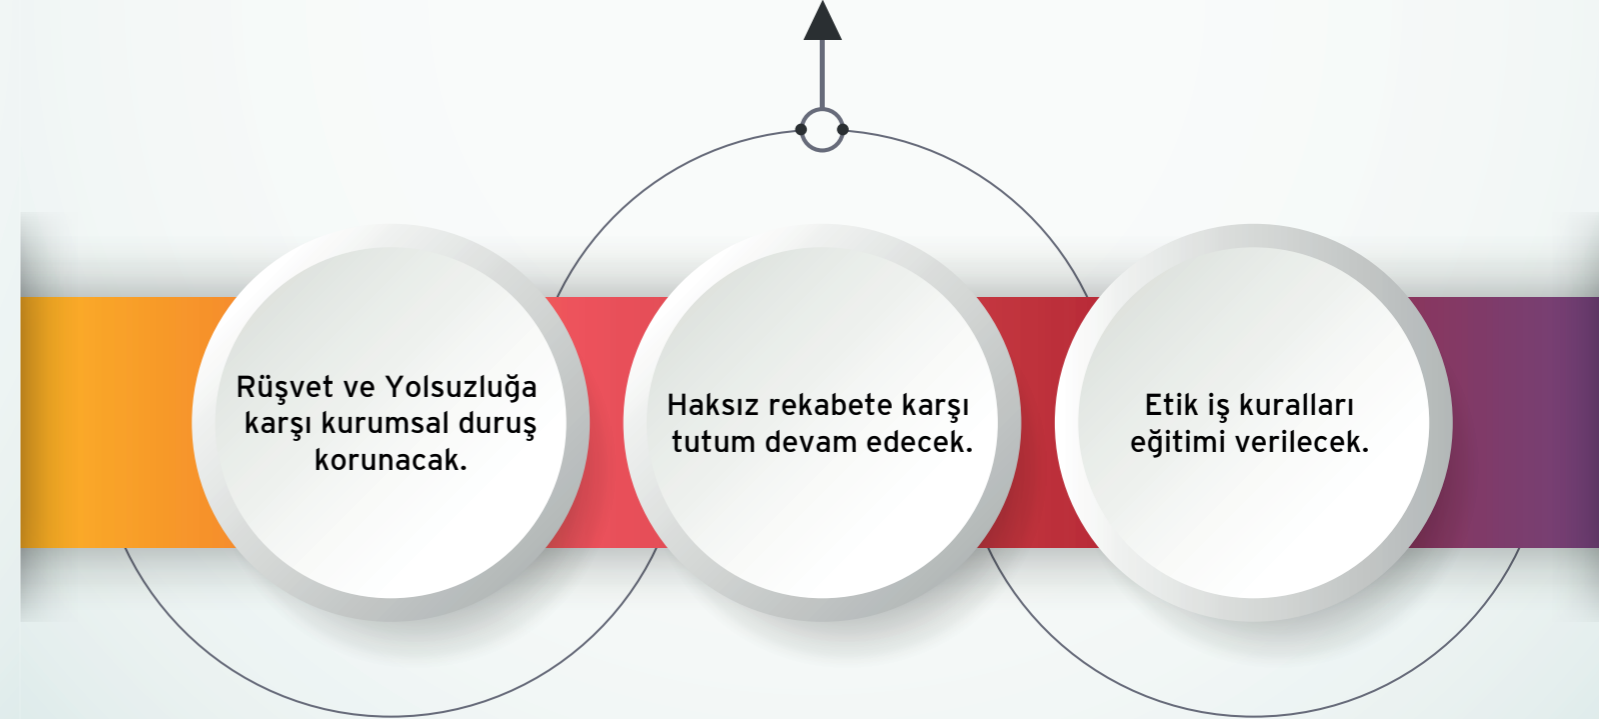 Rüşvet ve Yolsuzluğa
karşı kurumsal duruş
korunacak.
Haksız rekabete karşı
tutum devam edecek.
Etik iş kuralları
eğitimi verilecek.